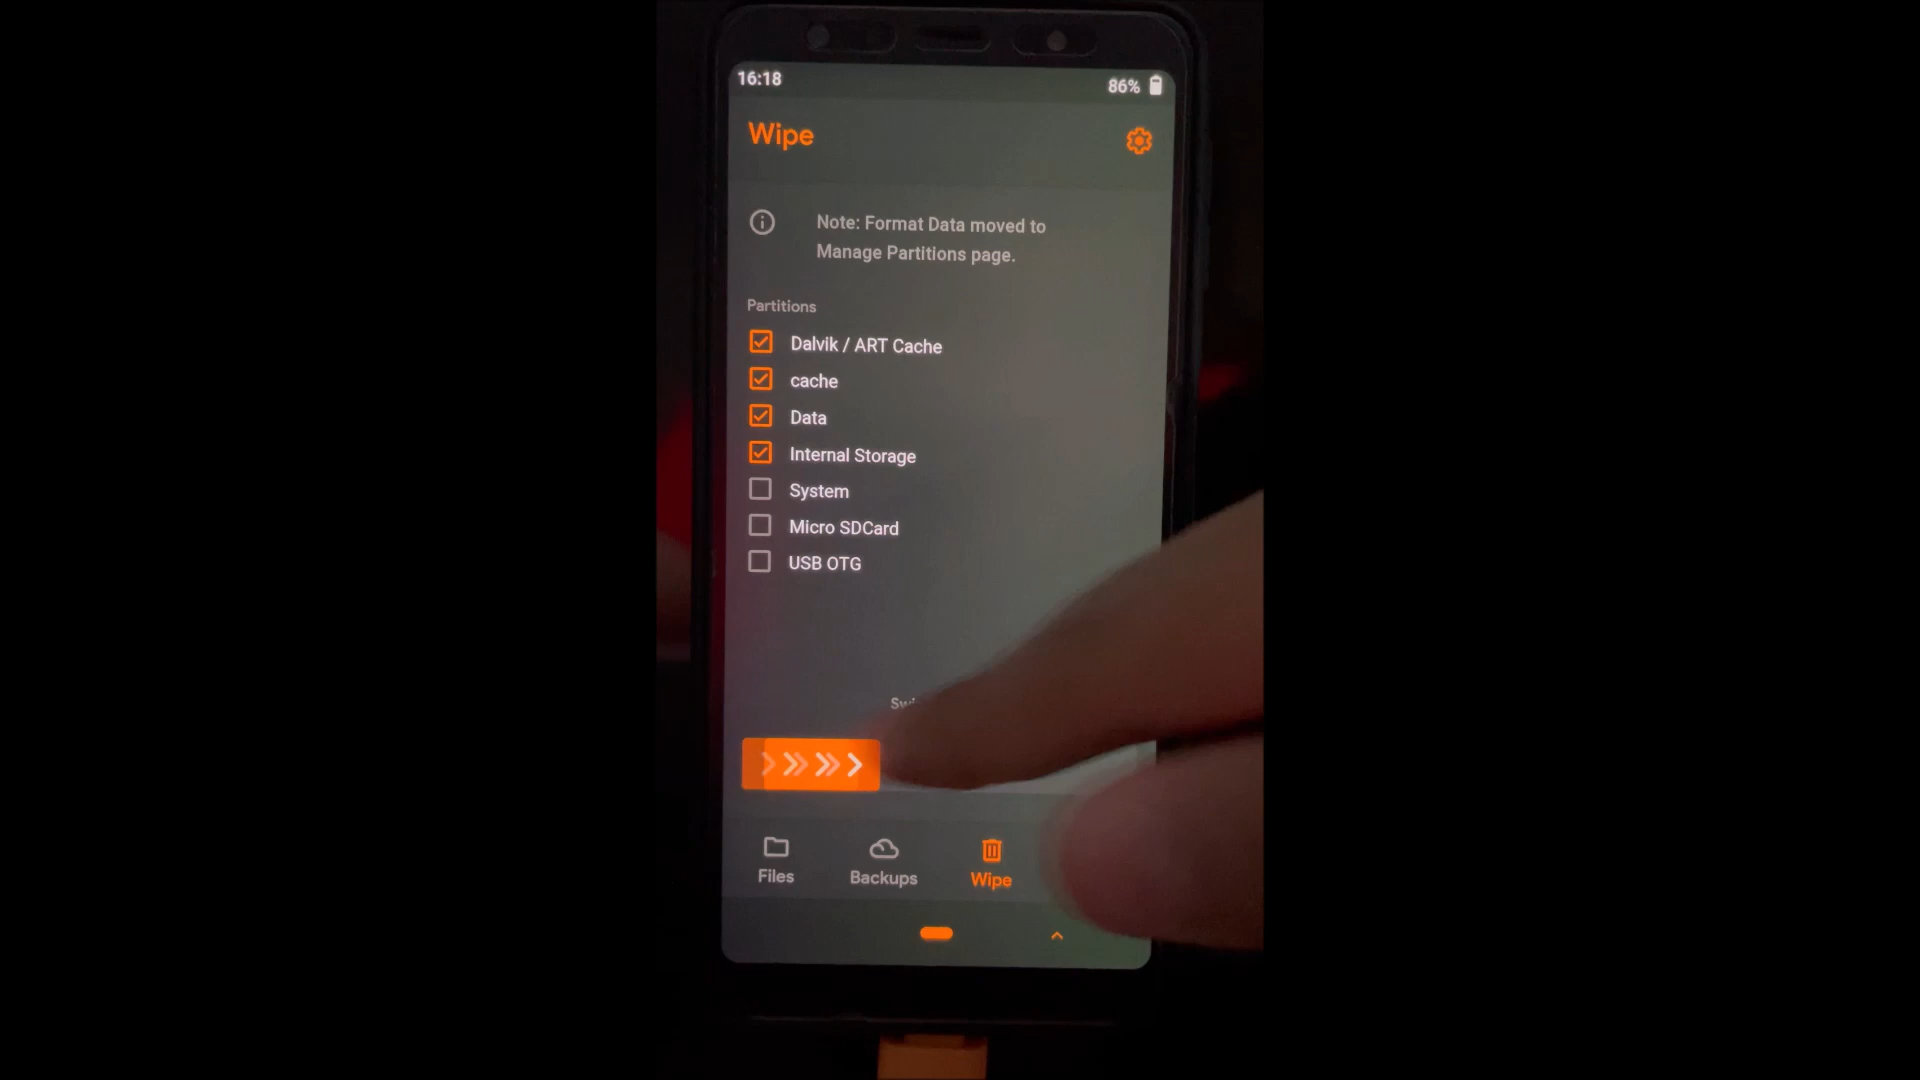 16:18
86%
Wipe
Note: Format Data moved to
Manage Partitions page.
Partitions
Dalvik / ART Cache
cache
Data
Internal Storage
System
Micro SDCard
USB OTG
Files
Backups
Wipe